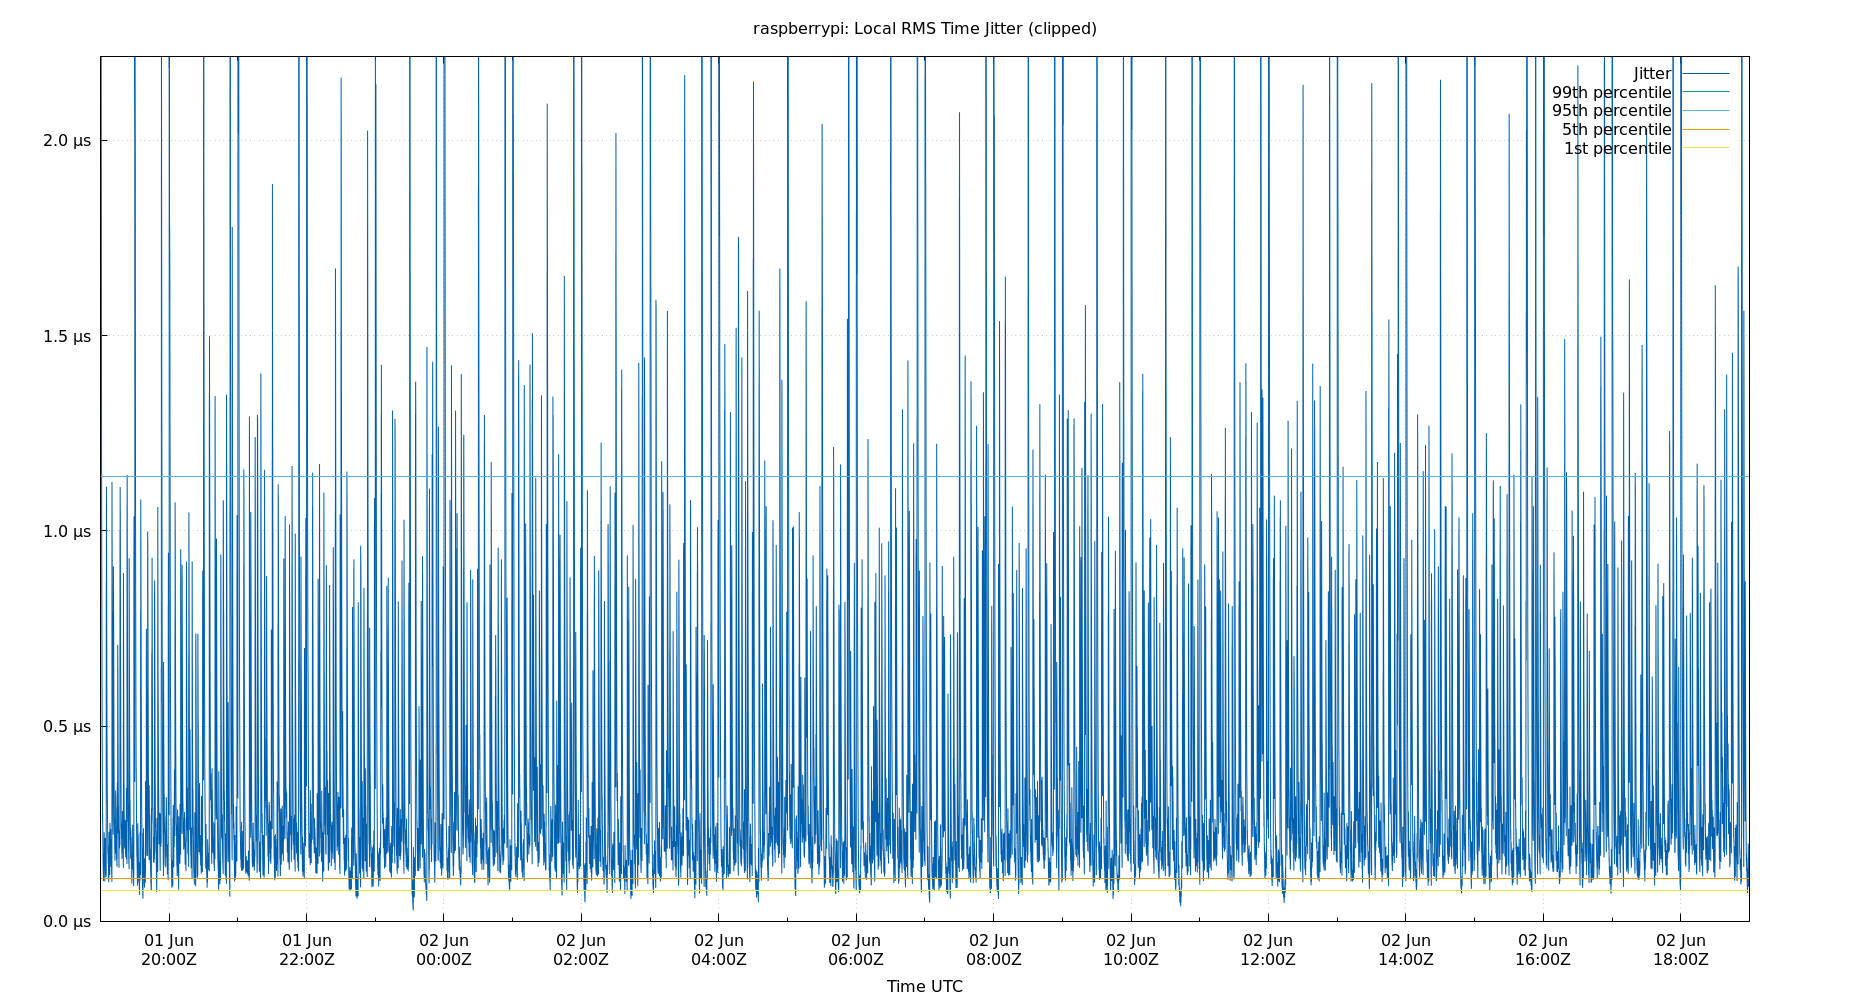 raspberrypi: Local RMS Time Jitter (clipped)
Jitter
99th percentile
95th percentile
5th percentile
1st percentile
2.0 μs
1.5 μs
1.0 μs
0.5 μs
0.0 μs
01 Jun 01 Jun 02 Jun 02 Jun 02 Jun 02 Jun 02 Jun 02 Jun 02 Jun 02 Jun 02 Jun 02 Jun
20:00Z 22:00Z 00:00Z 02:00Z 04:00Z 06:00Z 08:00Z 10:00Z 12:00Z 14:00Z 16:00Z 18:00Z
Time UTC